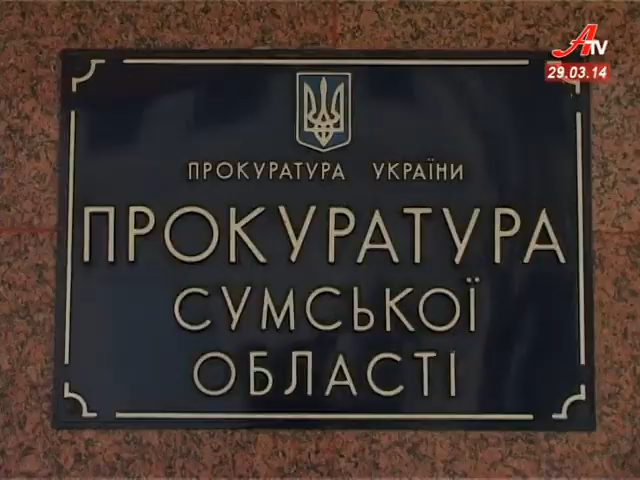 Atv
29.03.14
ПРОКУРАТУРА УКРАЇНИ
ПРОКУРАТУРА
СУМСЬКОЇ
ОБЛАСТІ